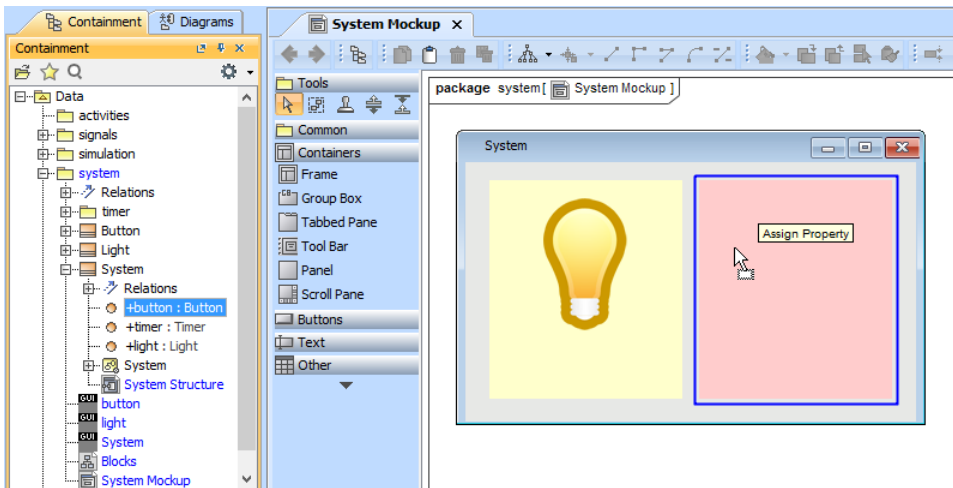 Containment
Diagrams
System Mockup
Containment
Data
activities
signals
simulation
system
Relations
timer
Button
Light
System
Relations
+button : Button
+timer : Timer
+light : Light
System
System Structure
GUI button
GUI light
GUI System
Blocks
System Mockup
Tools
Common
Containers
Frame
Group Box
Tabbed Pane
Tool Bar
Panel
Scroll Pane
Buttons
Text
Other
package system[ System Mockup ]
System
Assign Property